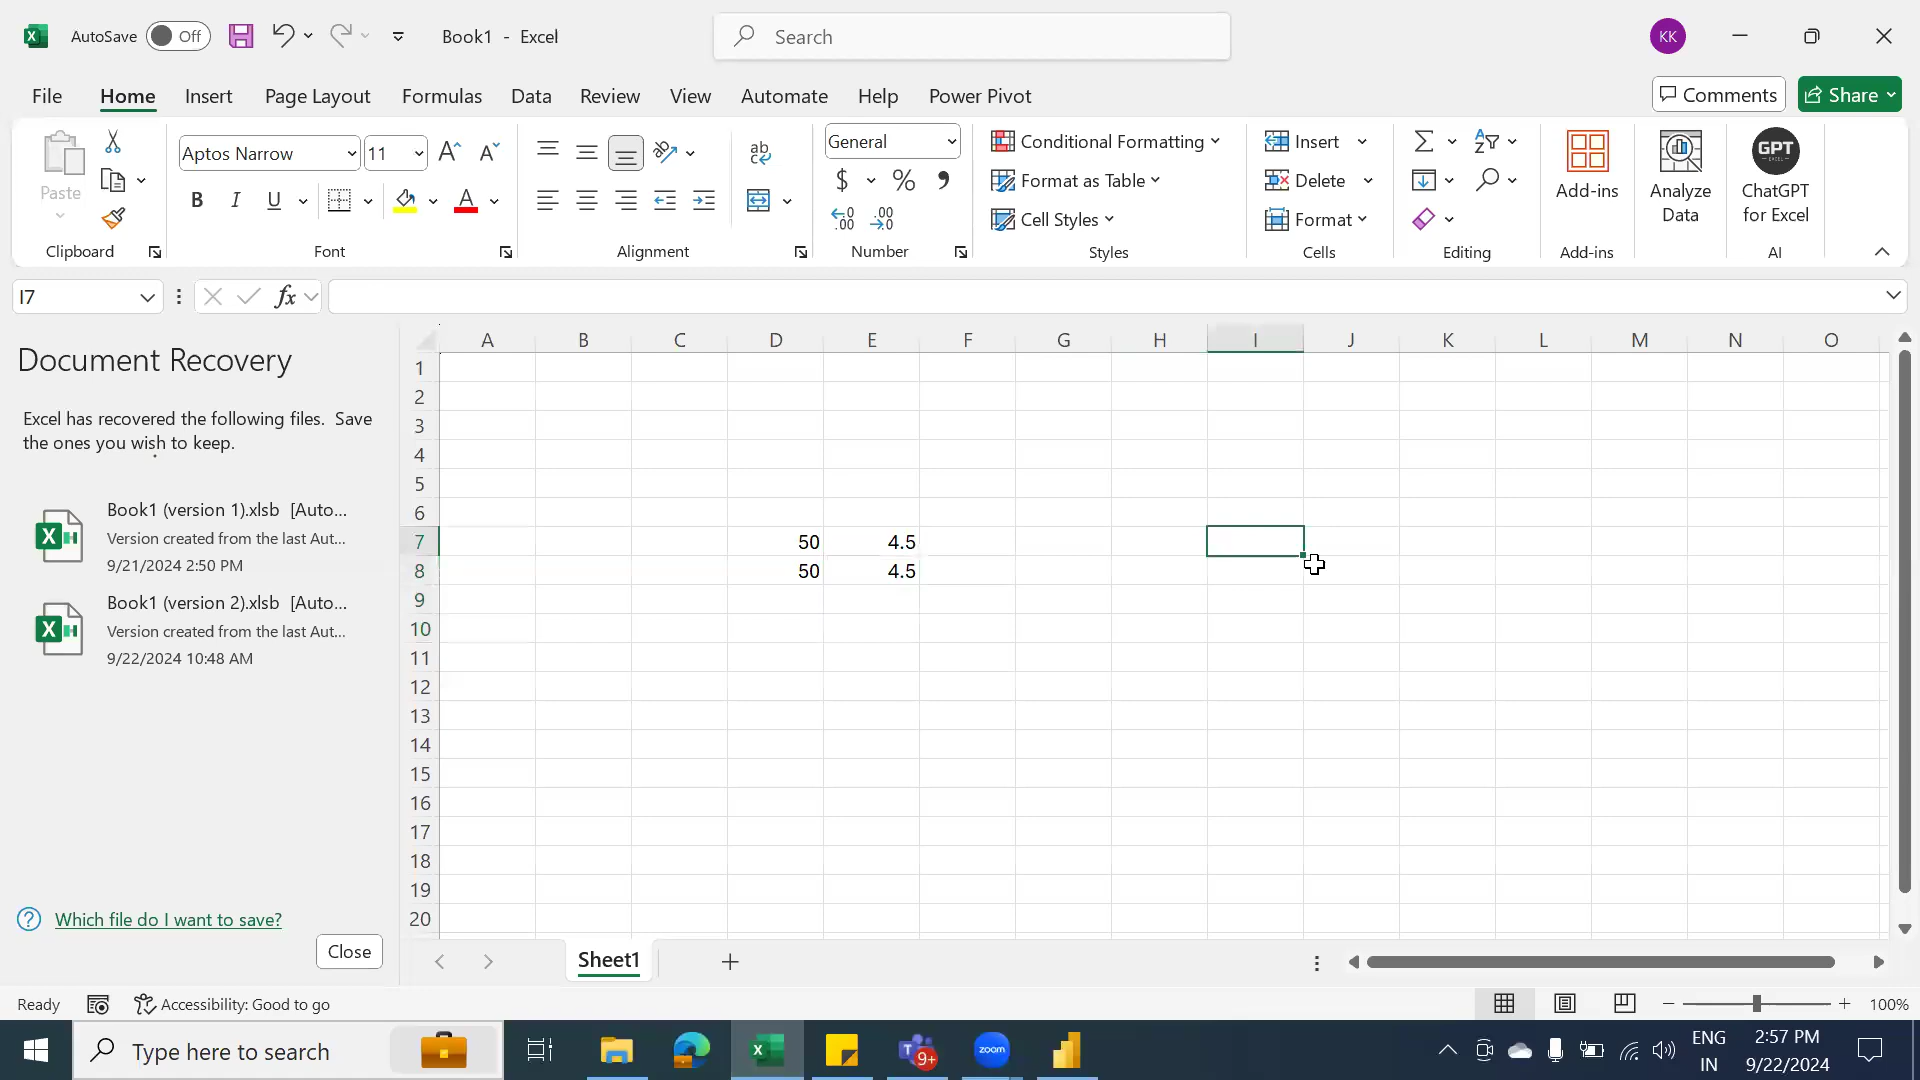 AutoSave Off Book1 - Excel Search KK
File Home Insert Page Layout Formulas Data Review View Automate Help Power Pivot Comments Share
Paste
Clipboard
Aptos Narrow 11
B I U A
Font
ab
Alignment
General
$ % ,
.00 .00
Number
Conditional Formatting
Format as Table
Cell Styles
Styles
Insert
Delete
Format
Cells
Editing
Add-ins
Add-ins
Analyze
Data
GPT
EXCEL
ChatGPT
for Excel
AI
I7 fx
Document Recovery
Excel has recovered the following files. Save
the ones you wish to keep.
Book1 (version 1).xlsb [Auto...
Version created from the last Aut...
9/21/2024 2:50 PM
Book1 (version 2).xlsb [Auto...
Version created from the last Aut...
9/22/2024 10:48 AM
Which file do I want to save?
Close
A B C D E F G H I J K L M N O
1
2
3
4
5
6
7 50 4.5
8 50 4.5
9
10
11
12
13
14
15
16
17
18
19
20
Sheet1
Ready Accessibility: Good to go 100%
Type here to search 9+ zoom ENG 2:57 PM
IN 9/22/2024